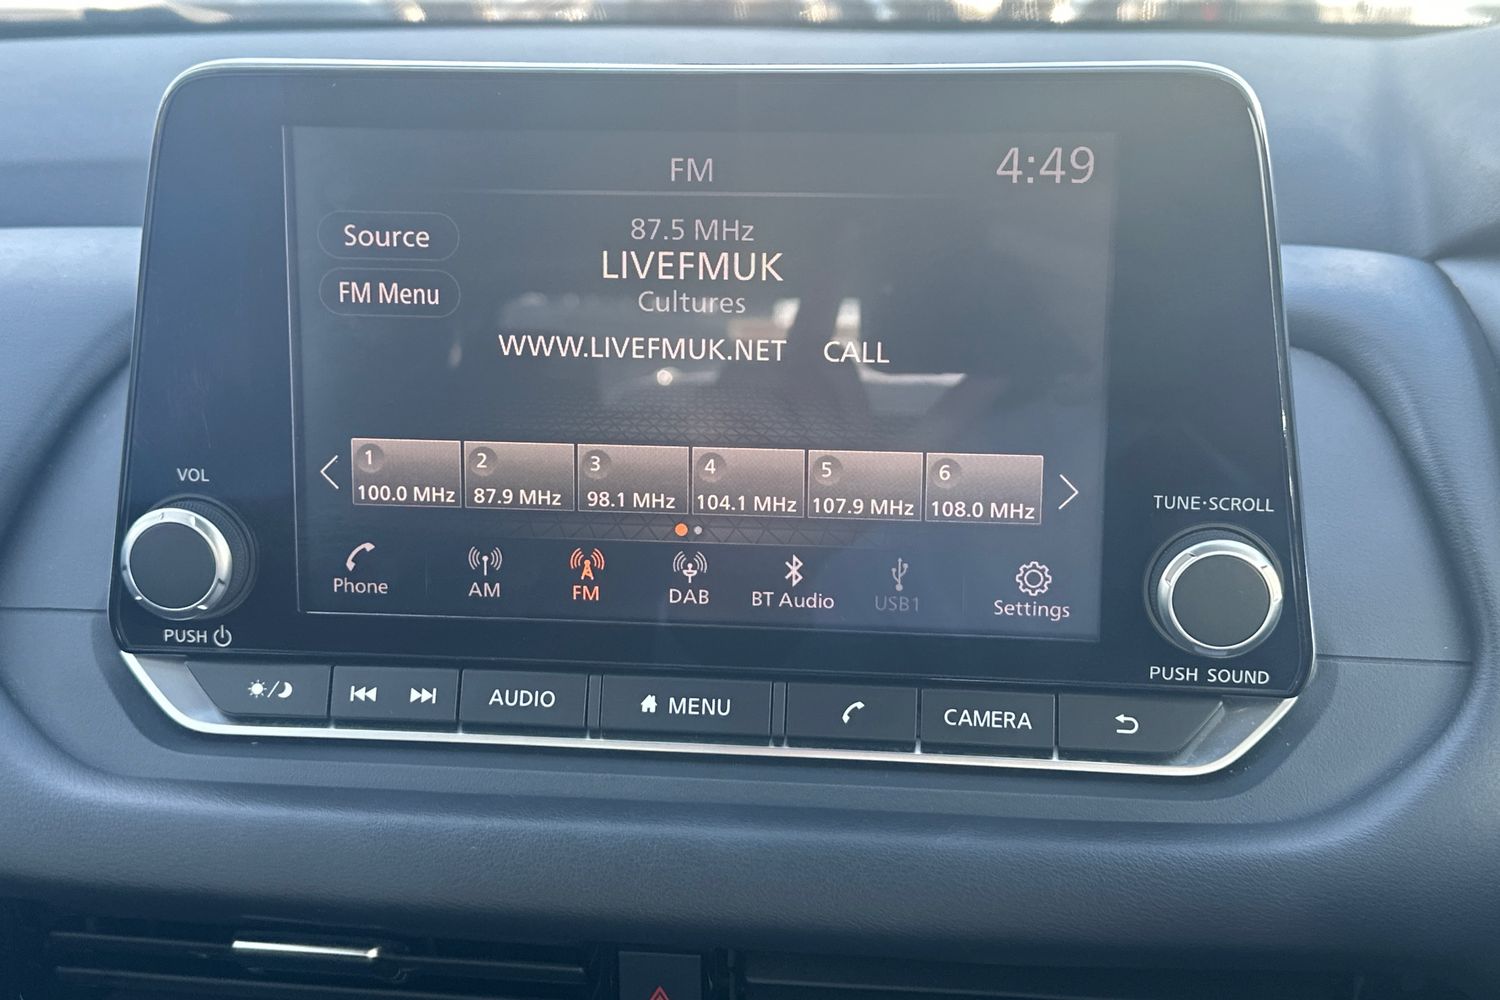 FM
4:49
Source
87.5 MHz
LIVEFMUK
FM Menu
Cultures
WWW.LIVEFMUK.NET CALL
1 2 3 4 5 6
100.0 MHz 87.9 MHz 98.1 MHz 104.1 MHz 107.9 MHz 108.0 MHz
VOL
TUNE·SCROLL
Phone AM FM DAB BT Audio USB1 Settings
PUSH
PUSH SOUND
AUDIO MENU CAMERA